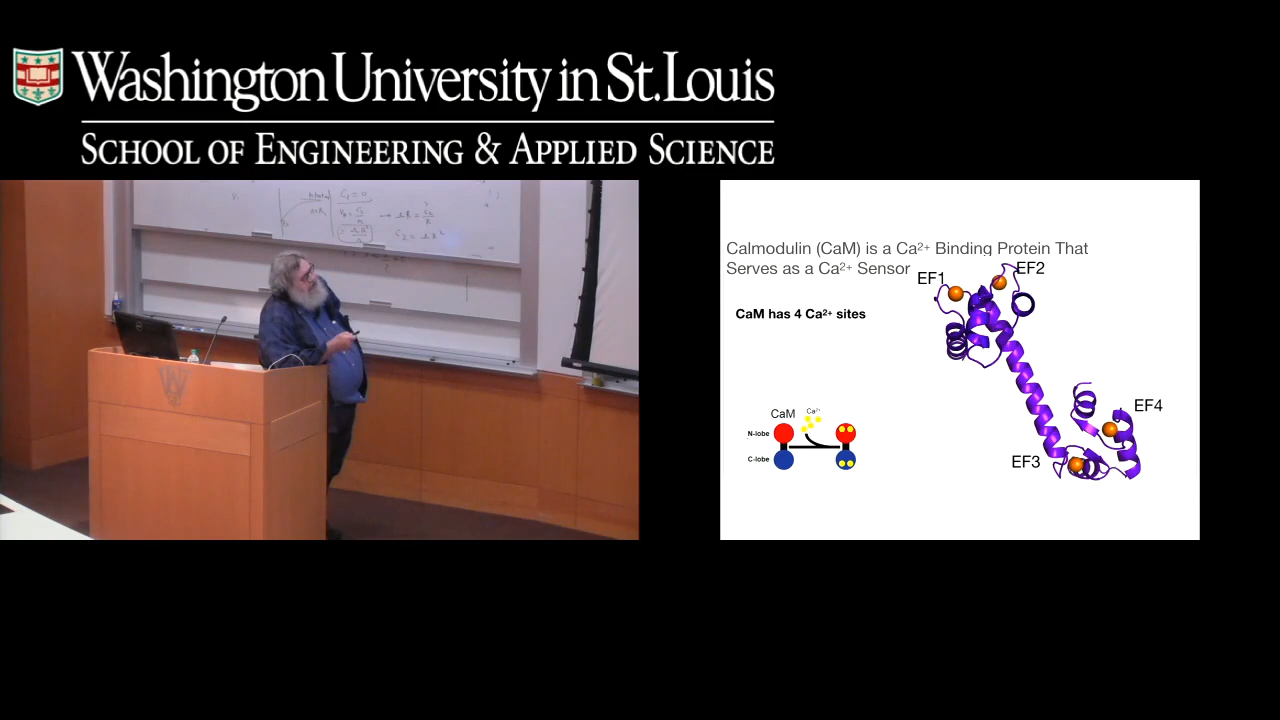 Washington University in St. Louis
SCHOOL OF ENGINEERING & APPLIED SCIENCE
Calmodulin (CaM) is a Ca²⁺ Binding Protein That
Serves as a Ca²⁺ Sensor
EF1
EF2
CaM has 4 Ca²⁺ sites
EF4
CaM
Ca²⁺
N-lobe
C-lobe
EF3